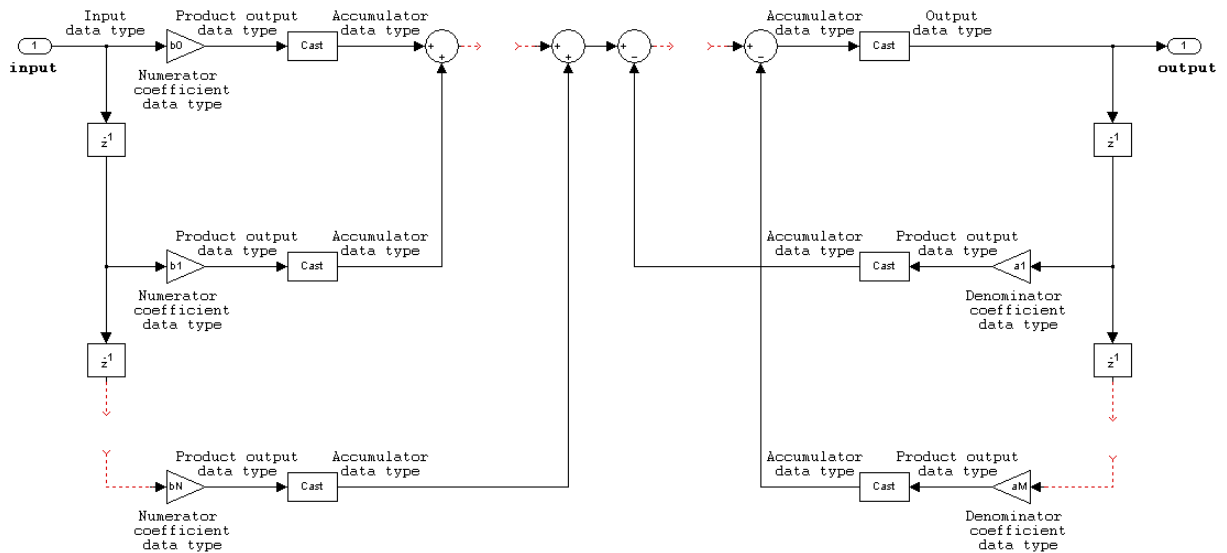 Input
data type
Product output
data type
Accumulator
data type
Accumulator
data type
Output
data type
1
b0
Cast
+
+
+
+
+
−
+
−
Cast
1
input
output
Numerator
coefficient
data type
z-1
z-1
Product output
data type
Accumulator
data type
Accumulator
data type
Product output
data type
b1
Cast
Cast
a1
Numerator
coefficient
data type
Denominator
coefficient
data type
z-1
z-1
Product output
data type
Accumulator
data type
Accumulator
data type
Product output
data type
bN
Cast
Cast
aM
Numerator
coefficient
data type
Denominator
coefficient
data type